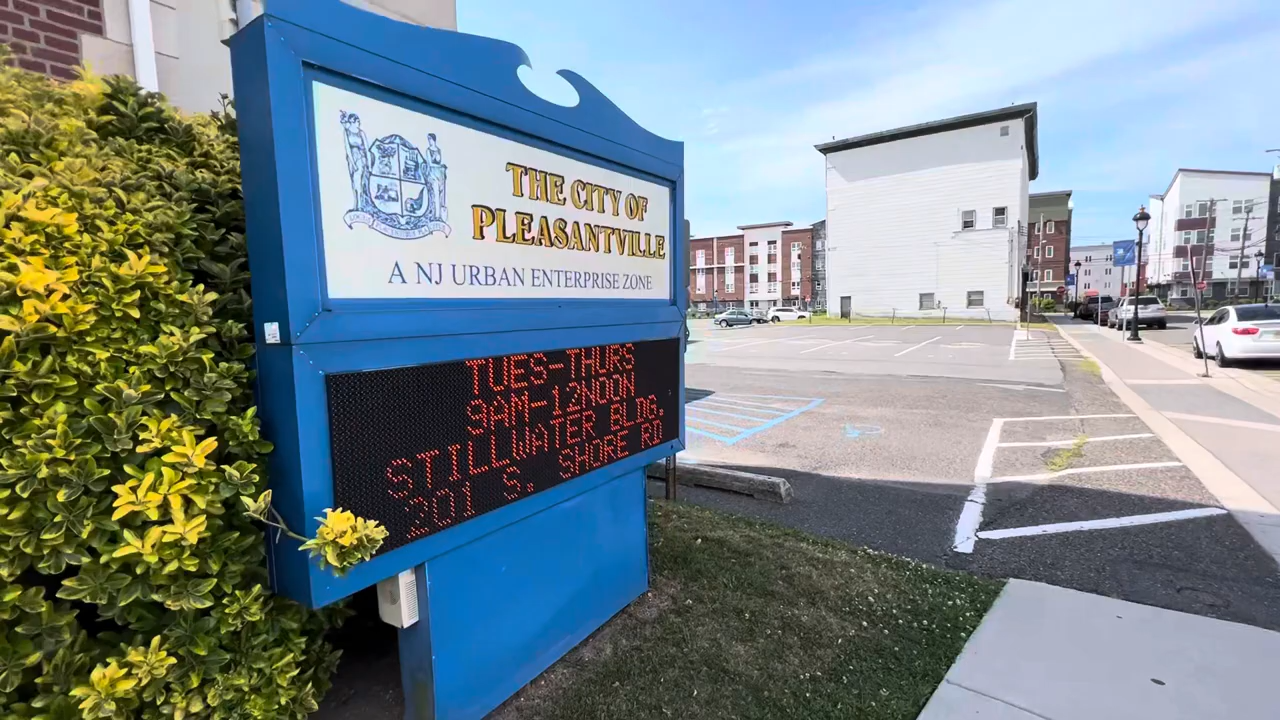 THE CITY OF
PLEASANTVILLE
A NJ URBAN ENTERPRISE ZONE
TUES-THURS
9AM-12NOON
STILLWATER BLDG.
201 S. SHORE RD